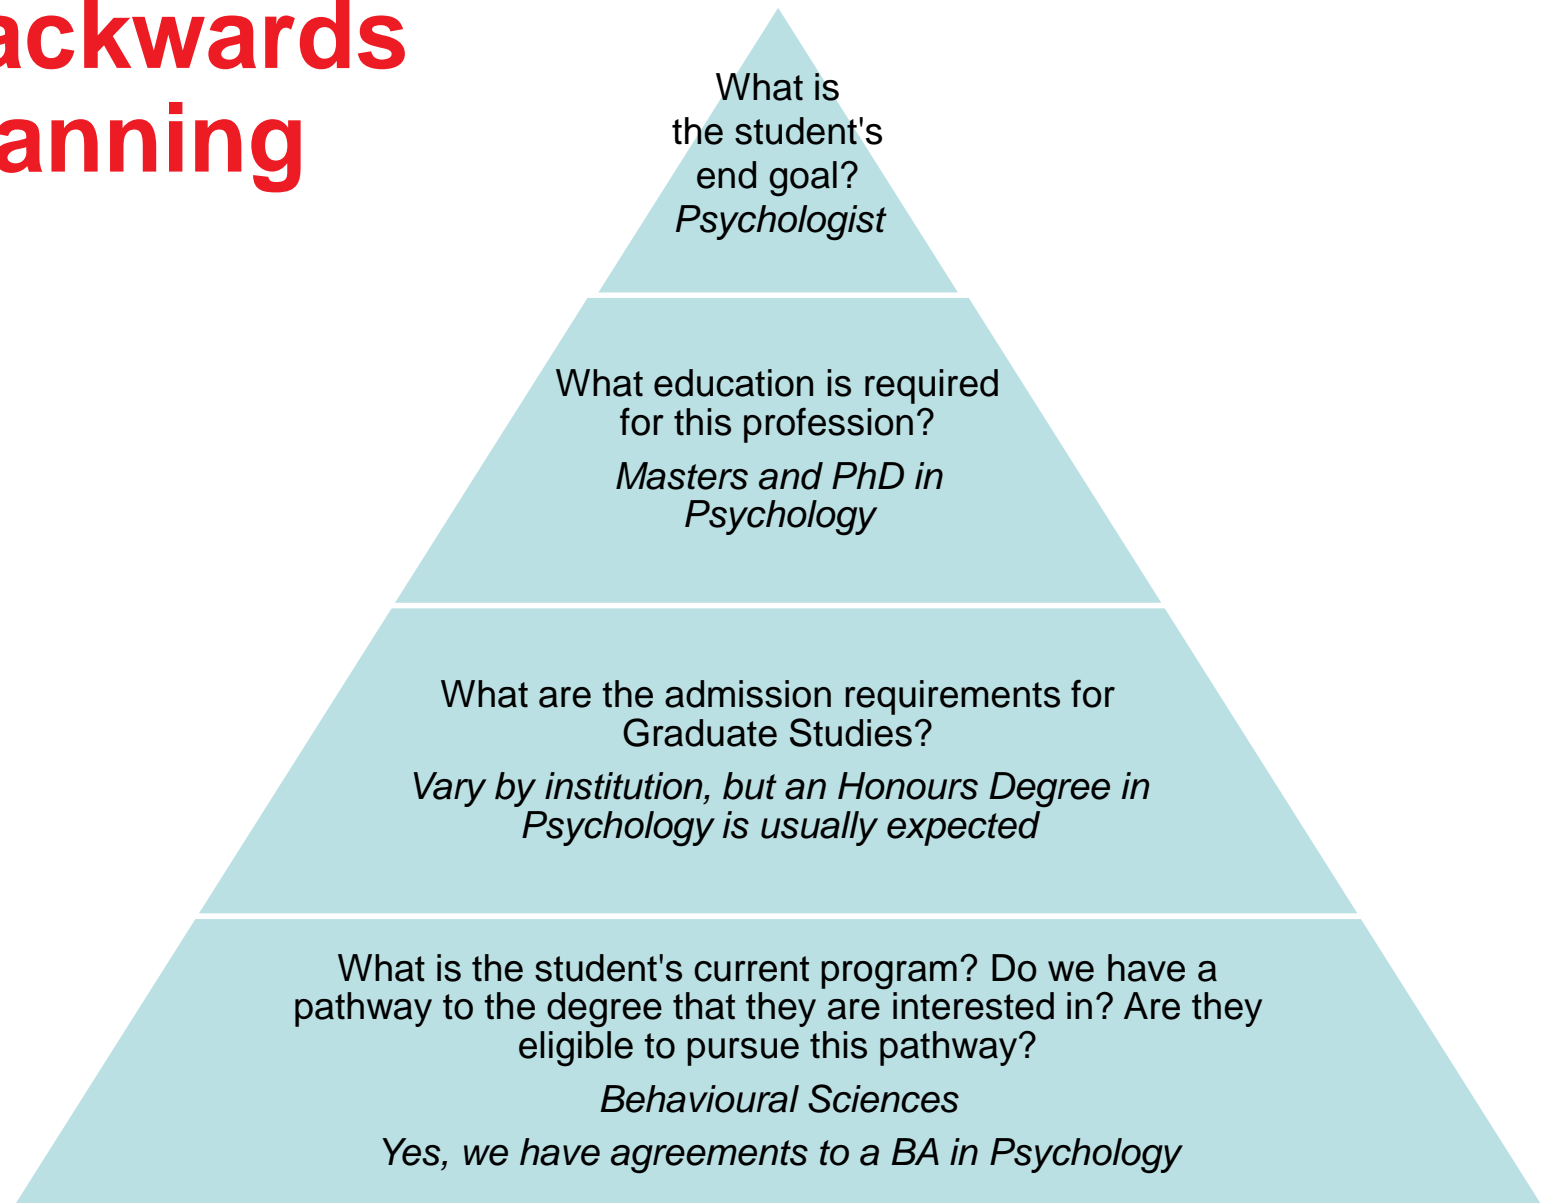 ackwards
anning
What is
the student's
end goal?
Psychologist
What education is required
for this profession?
Masters and PhD in
Psychology
What are the admission requirements for
Graduate Studies?
Vary by institution, but an Honours Degree in
Psychology is usually expected
What is the student's current program? Do we have a
pathway to the degree that they are interested in? Are they
eligible to pursue this pathway?
Behavioural Sciences
Yes, we have agreements to a BA in Psychology